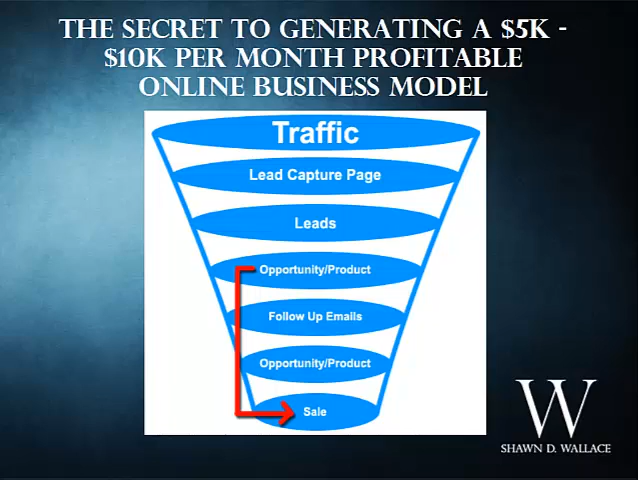 THE SECRET TO GENERATING A $5K -
$10K PER MONTH PROFITABLE
ONLINE BUSINESS MODEL
Traffic
Lead Capture Page
Leads
Opportunity/Product
Follow Up Emails
Opportunity/Product
Sale
W
SHAWN D. WALLACE